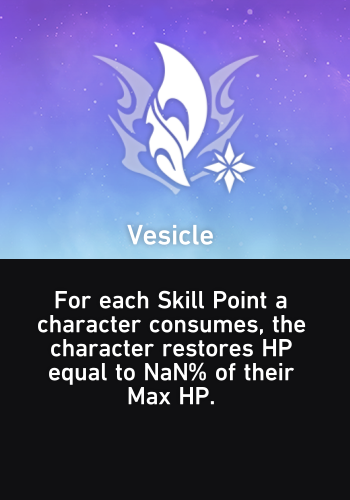 Vesicle
For each Skill Point a
character consumes, the
character restores HP
equal to NaN% of their
Max HP.